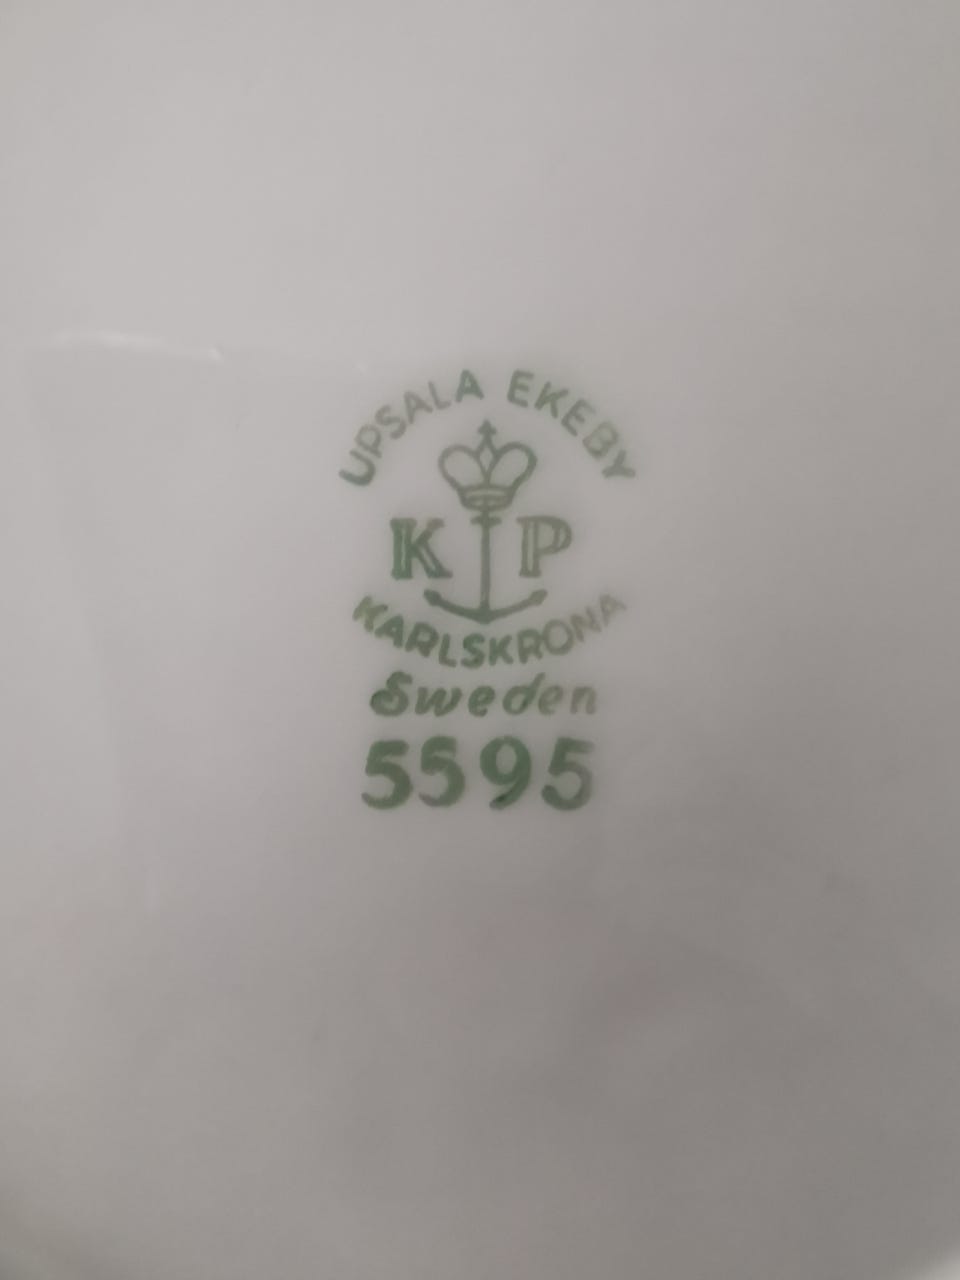 UPSALA EKEBY
K P
KARLSKRONA
Sweden
5595